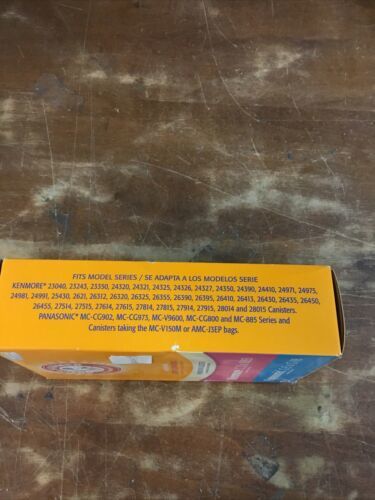 FITS MODEL SERIES / SE ADAPTA A LOS MODELOS SERIE
KENMORE® 23040, 23243, 23350, 24320, 24321, 24325, 24326, 24327, 24350, 24390, 24410, 24971, 24975,
24981, 24991, 25430, 2621, 26312, 26320, 26325, 26355, 26390, 26395, 26410, 26413, 26430, 26435, 26450,
26455, 27514, 27515, 27614, 27615, 27814, 27815, 27914, 27915, 28014 and 28015 Canisters.
PANASONIC® MC-CG902, MC-CG973, MC-V9600, MC-CG800 and MC-885 Series and
Canisters taking the MC-V150M or AMC-J3EP bags.